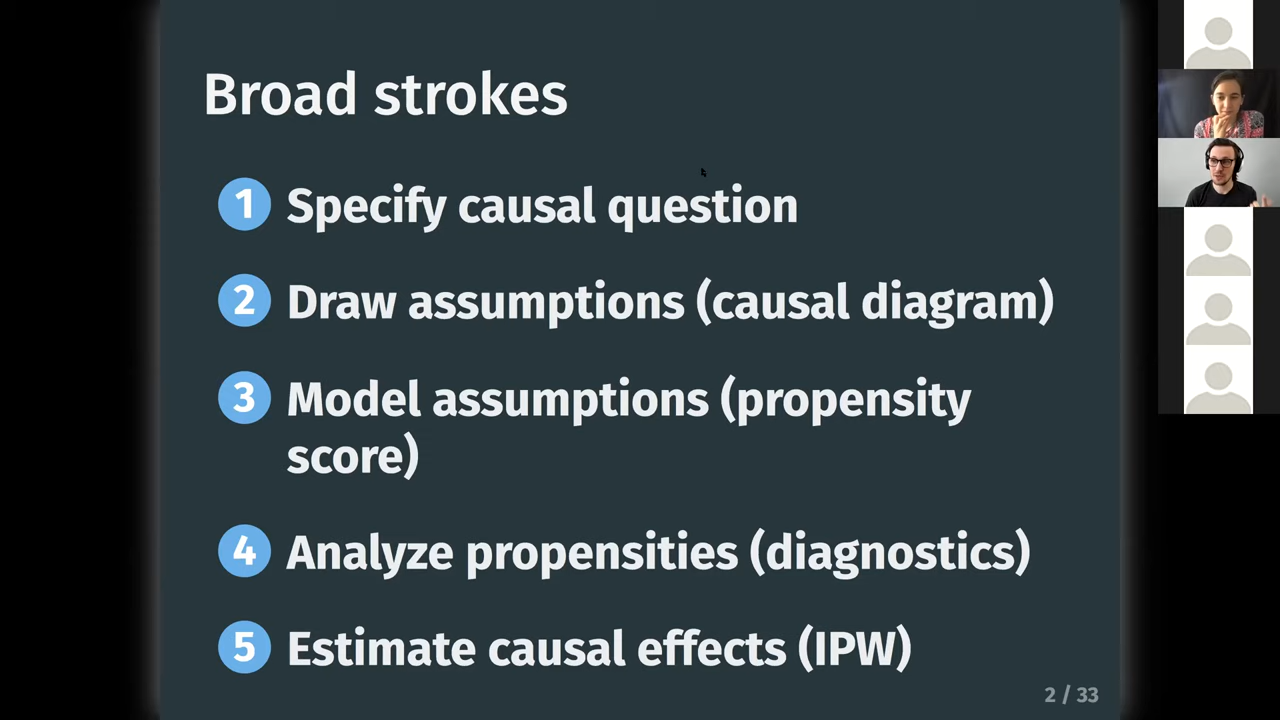 Broad strokes
1 Specify causal question
2 Draw assumptions (causal diagram)
3 Model assumptions (propensity
score)
4 Analyze propensities (diagnostics)
5 Estimate causal effects (IPW)
2 / 33